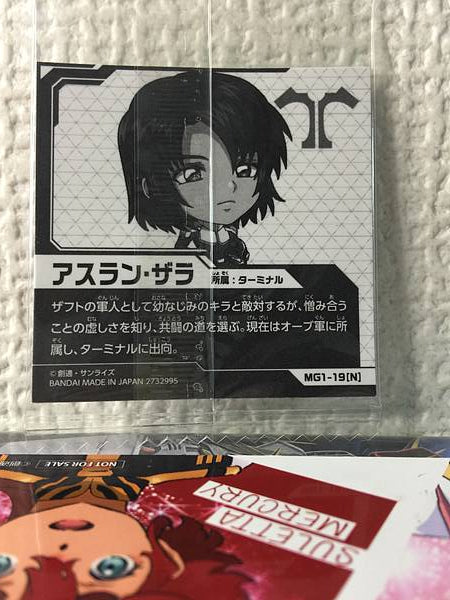 アスラン・ザラ 所属：ターミナル
ザフトの軍人として幼なじみのキラと敵対するが、憎み合う
ことの虚しさを知り、共闘の道を選ぶ。現在はオーブ軍に所
属し、ターミナルに出向。
©創通・サンライズ
BANDAI MADE IN JAPAN 2732995
MG1-19[N]
NOT FOR SALE
SULETTA
MERCURY